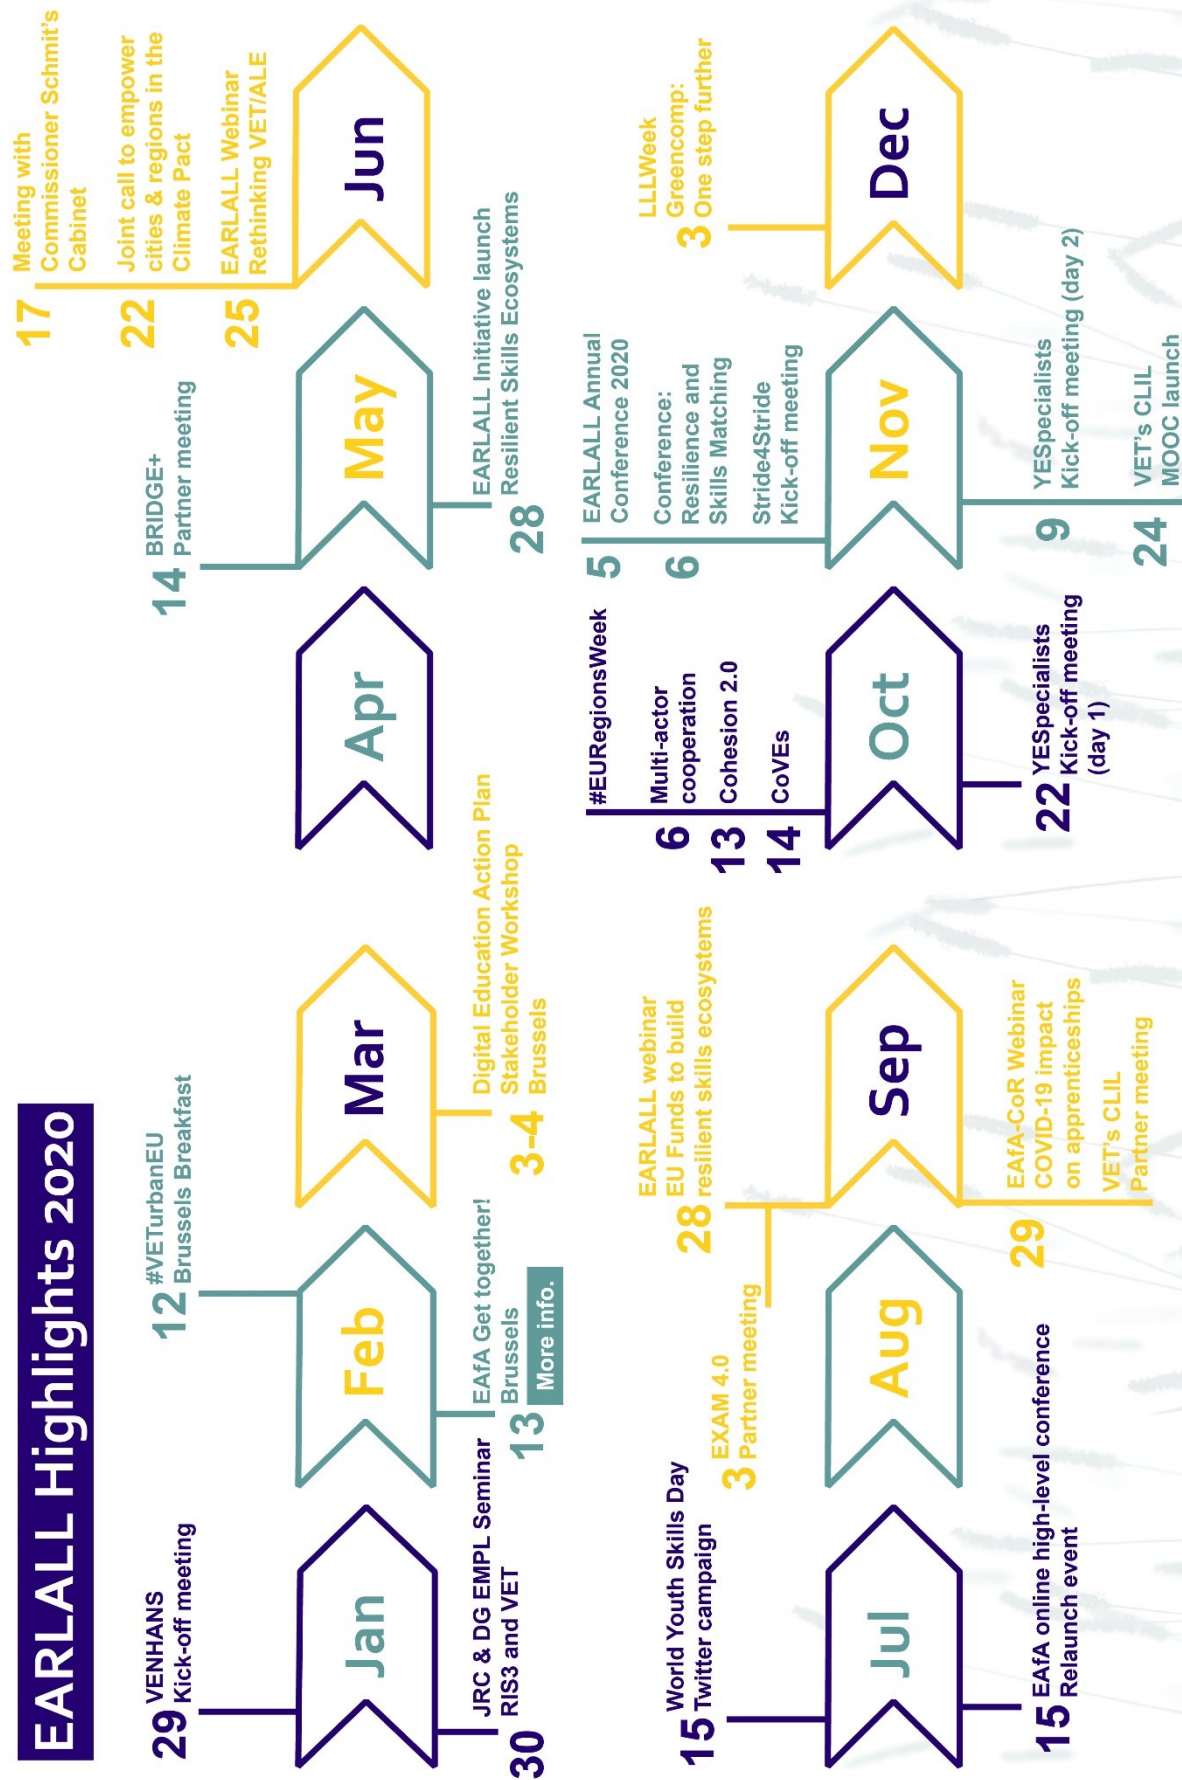 EARLALL Highlights 2020
29 VENHANS
Kick-off meeting
Jan
30 JRC & DG EMPL Seminar
RIS3 and VET
12 #VETurbanEU
Brussels Breakfast
Feb
13 EAfA Get together!
Brussels
More info.
Mar
3-4 Digital Education Action Plan
Stakeholder Workshop
Brussels
Apr
14 BRIDGE+
Partner meeting
May
28 EARLALL Initiative launch
Resilient Skills Ecosystems
17 Meeting with
Commissioner Schmit's
Cabinet
22 Joint call to empower
cities & regions in the
Climate Pact
25 EARLALL Webinar
Rethinking VET/ALE
Jun
15 World Youth Skills Day
Twitter campaign
Jul
15 EAfA online high-level conference
Relaunch event
Aug
3 EXAM 4.0
Partner meeting
28 EARLALL webinar
EU Funds to build
resilient skills ecosystems
Sep
29 EAfA-CoR Webinar
COVID-19 impact
on apprenticeships
VET's CLIL
Partner meeting
#EURegionsWeek
6 Multi-actor
cooperation
13 Cohesion 2.0
14 CoVEs
Oct
22 YESpecialists
Kick-off meeting
(day 1)
5 EARLALL Annual
Conference 2020
6 Conference:
Resilience and
Skills Matching
Stride4Stride
Kick-off meeting
Nov
9 YESpecialists
Kick-off meeting (day 2)
24 VET's CLIL
MOOC launch
LLLWeek
Greencomp:
3 One step further
Dec